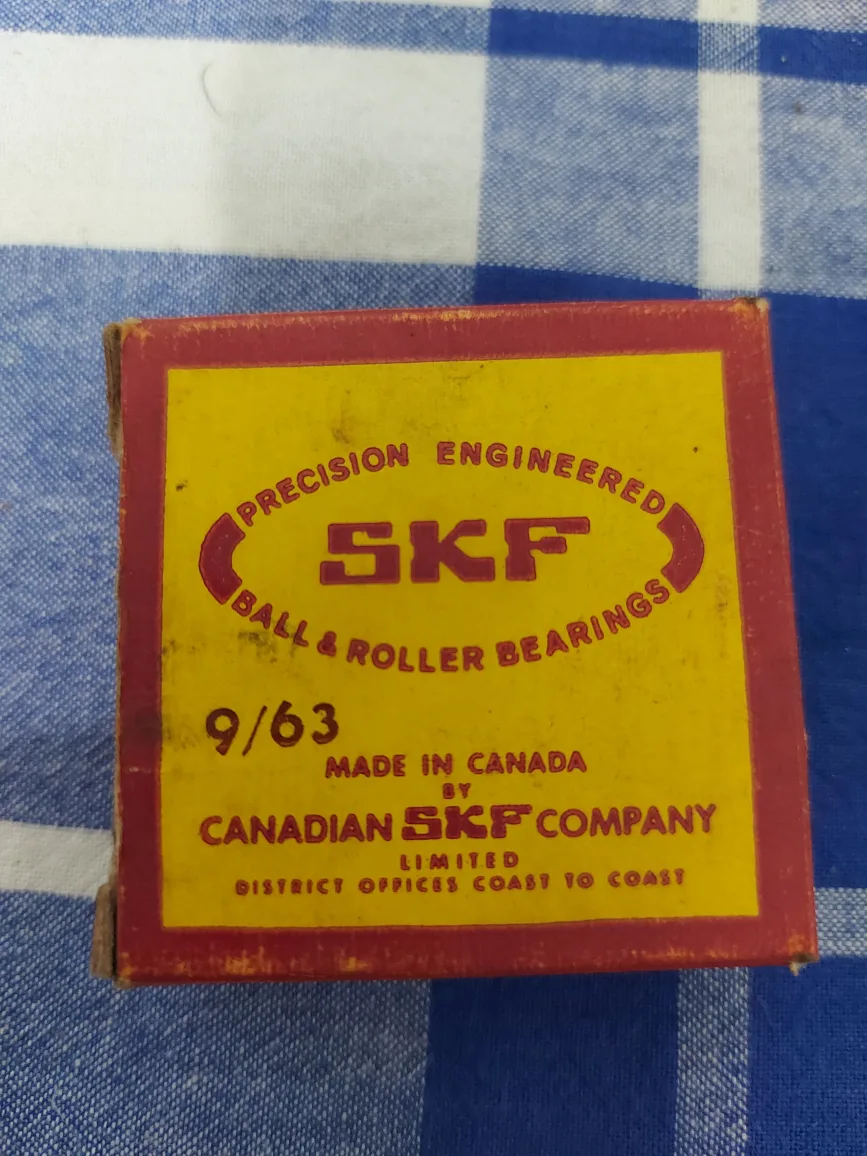 PRECISION ENGINEERED
SKF
BALL & ROLLER BEARINGS
9/63
MADE IN CANADA
BY
CANADIAN SKF COMPANY
LIMITED
DISTRICT OFFICES COAST TO COAST